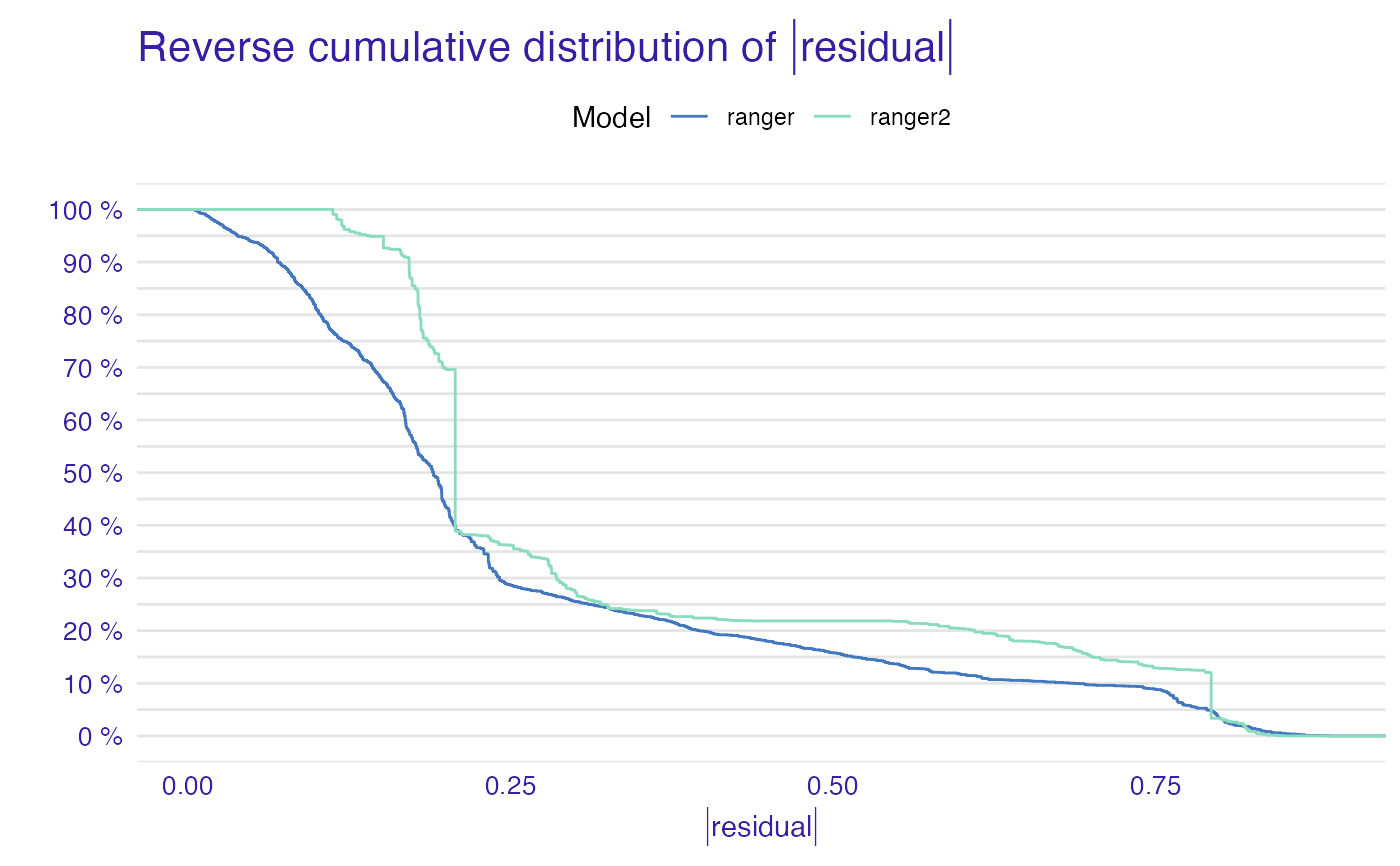 Reverse cumulative distribution of |residual|
Model ranger ranger2
100 %
90 %
80 %
70 %
60 %
50 %
40 %
30 %
20 %
10 %
0 %
0.00 0.25 0.50 0.75
|residual|